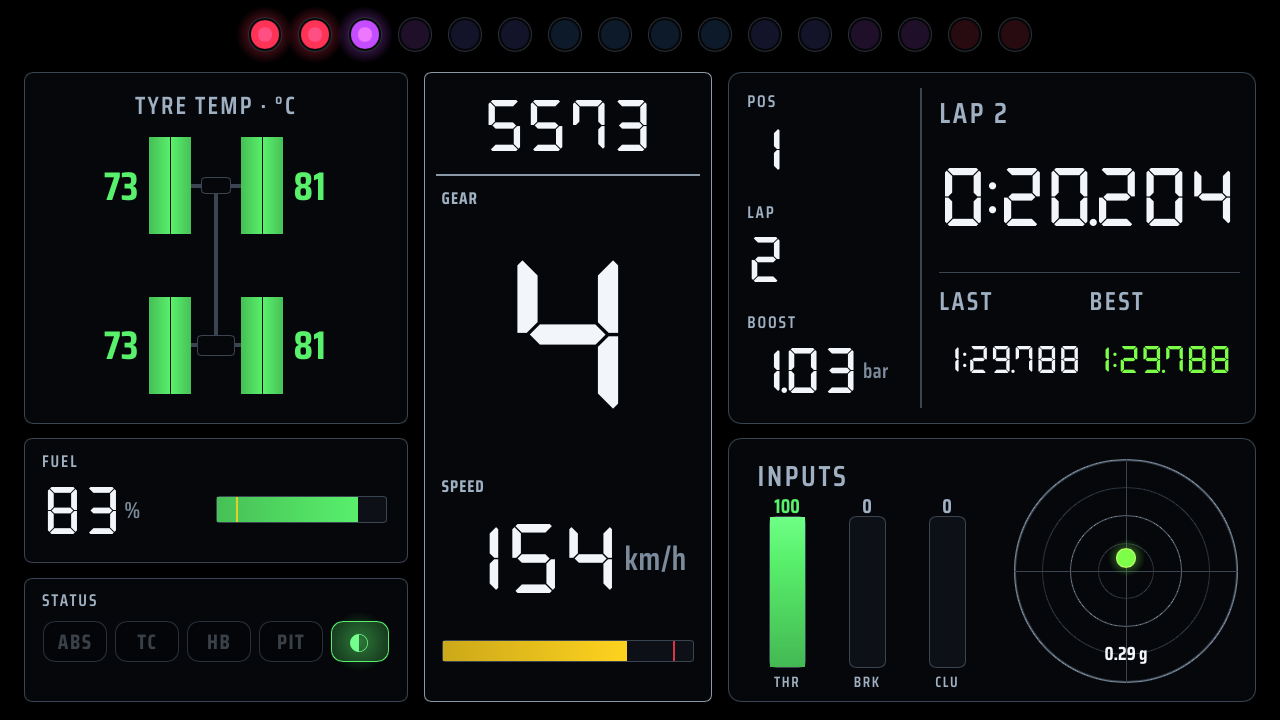 TYRE TEMP · °C
73
81
73
81
FUEL
83 %
STATUS
ABS TC HB PIT
5573
GEAR
4
SPEED
154 km/h
POS
1
LAP
2
BOOST
1.03 bar
LAP 2
0:20.204
LAST BEST
1:29.788 1:29.788
INPUTS
100 0 0
THR BRK CLU
0.29 g